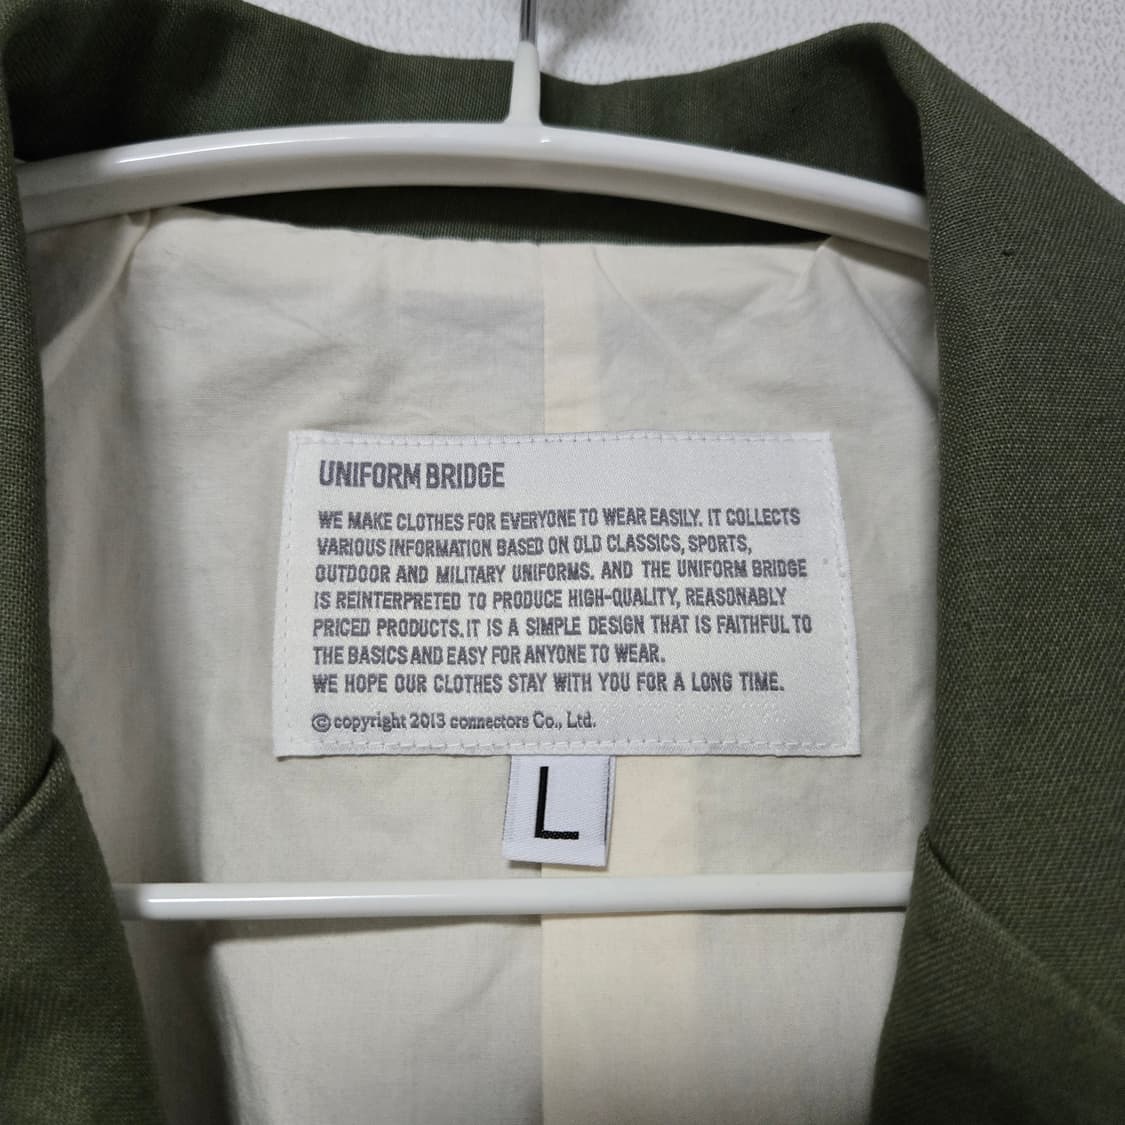 UNIFORM BRIDGE
WE MAKE CLOTHES FOR EVERYONE TO WEAR EASILY. IT COLLECTS
VARIOUS INFORMATION BASED ON OLD CLASSICS, SPORTS,
OUTDOOR AND MILITARY UNIFORMS. AND THE UNIFORM BRIDGE
IS REINTERPRETED TO PRODUCE HIGH-QUALITY, REASONABLY
PRICED PRODUCTS. IT IS A SIMPLE DESIGN THAT IS FAITHFUL TO
THE BASICS AND EASY FOR ANYONE TO WEAR.
WE HOPE OUR CLOTHES STAY WITH YOU FOR A LONG TIME.
© copyright 2013 connectors Co., Ltd.
L